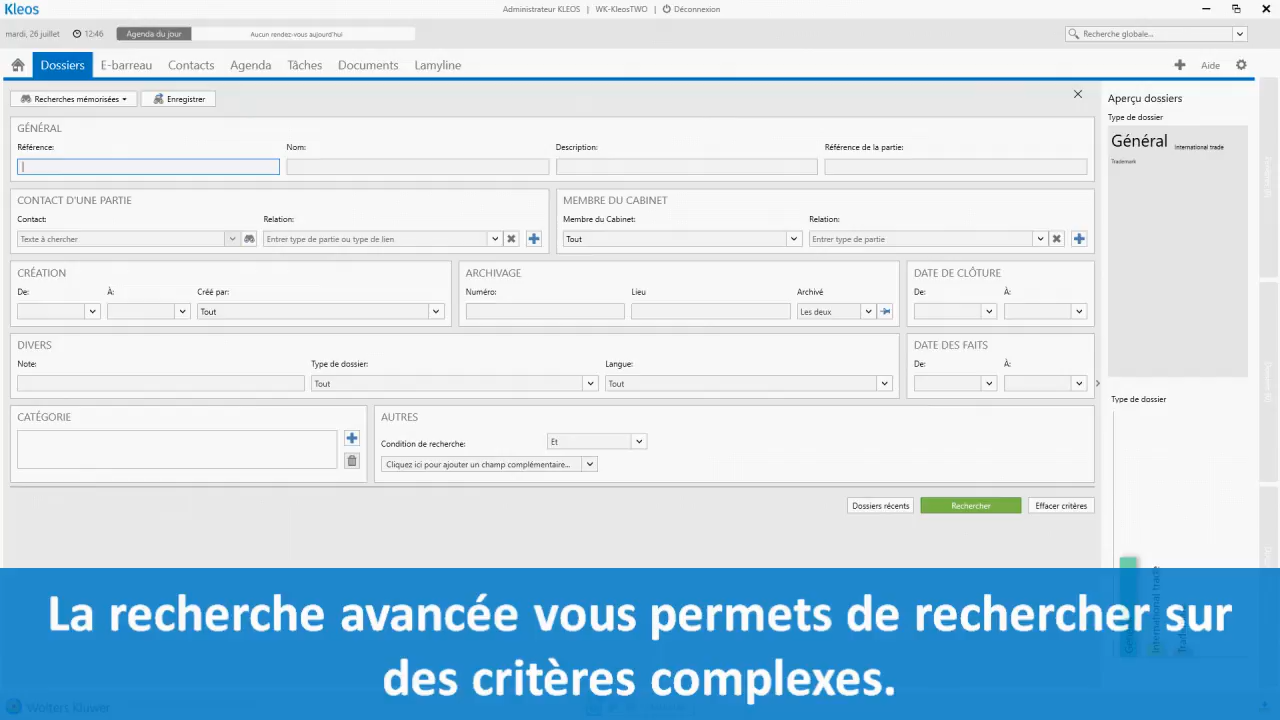 Kleos
Administrateur KLEOS | WK-KleosTWO | Déconnexion
mardi, 26 juillet 12:46 Agenda du jour Aucun rendez-vous aujourd'hui
Recherche globale...
Dossiers E-barreau Contacts Agenda Tâches Documents Lamyline
Aide
Recherches mémorisées Enregistrer
GÉNÉRAL
Référence: Nom: Description: Référence de la partie:
CONTACT D'UNE PARTIE MEMBRE DU CABINET
Contact: Relation: Membre du Cabinet: Relation:
Texte à chercher Entrer type de partie ou type de lien Tout Entrer type de partie
CRÉATION ARCHIVAGE DATE DE CLÔTURE
De: À: Créé par: Numéro: Lieu Archivé De: À:
Tout Les deux
DIVERS DATE DES FAITS
Note: Type de dossier: Langue: De: À:
Tout Tout
CATÉGORIE AUTRES
Condition de recherche: Et
Cliquez ici pour ajouter un champ complémentaire...
Dossiers récents Rechercher Effacer critères
Aperçu dossiers
Type de dossier
Général International trade
Trademark
Type de dossier
International trade
La recherche avancée vous permets de rechercher sur
des critères complexes.
Wolters Kluwer